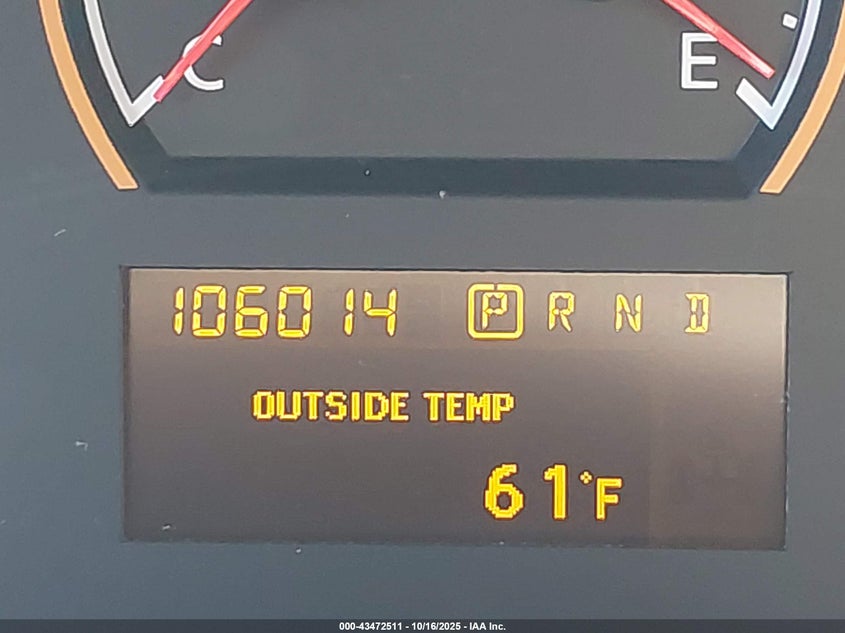 C E
106014 P R N D
OUTSIDE TEMP
61°F
000-43472511 - 10/16/2025 - IAA Inc.